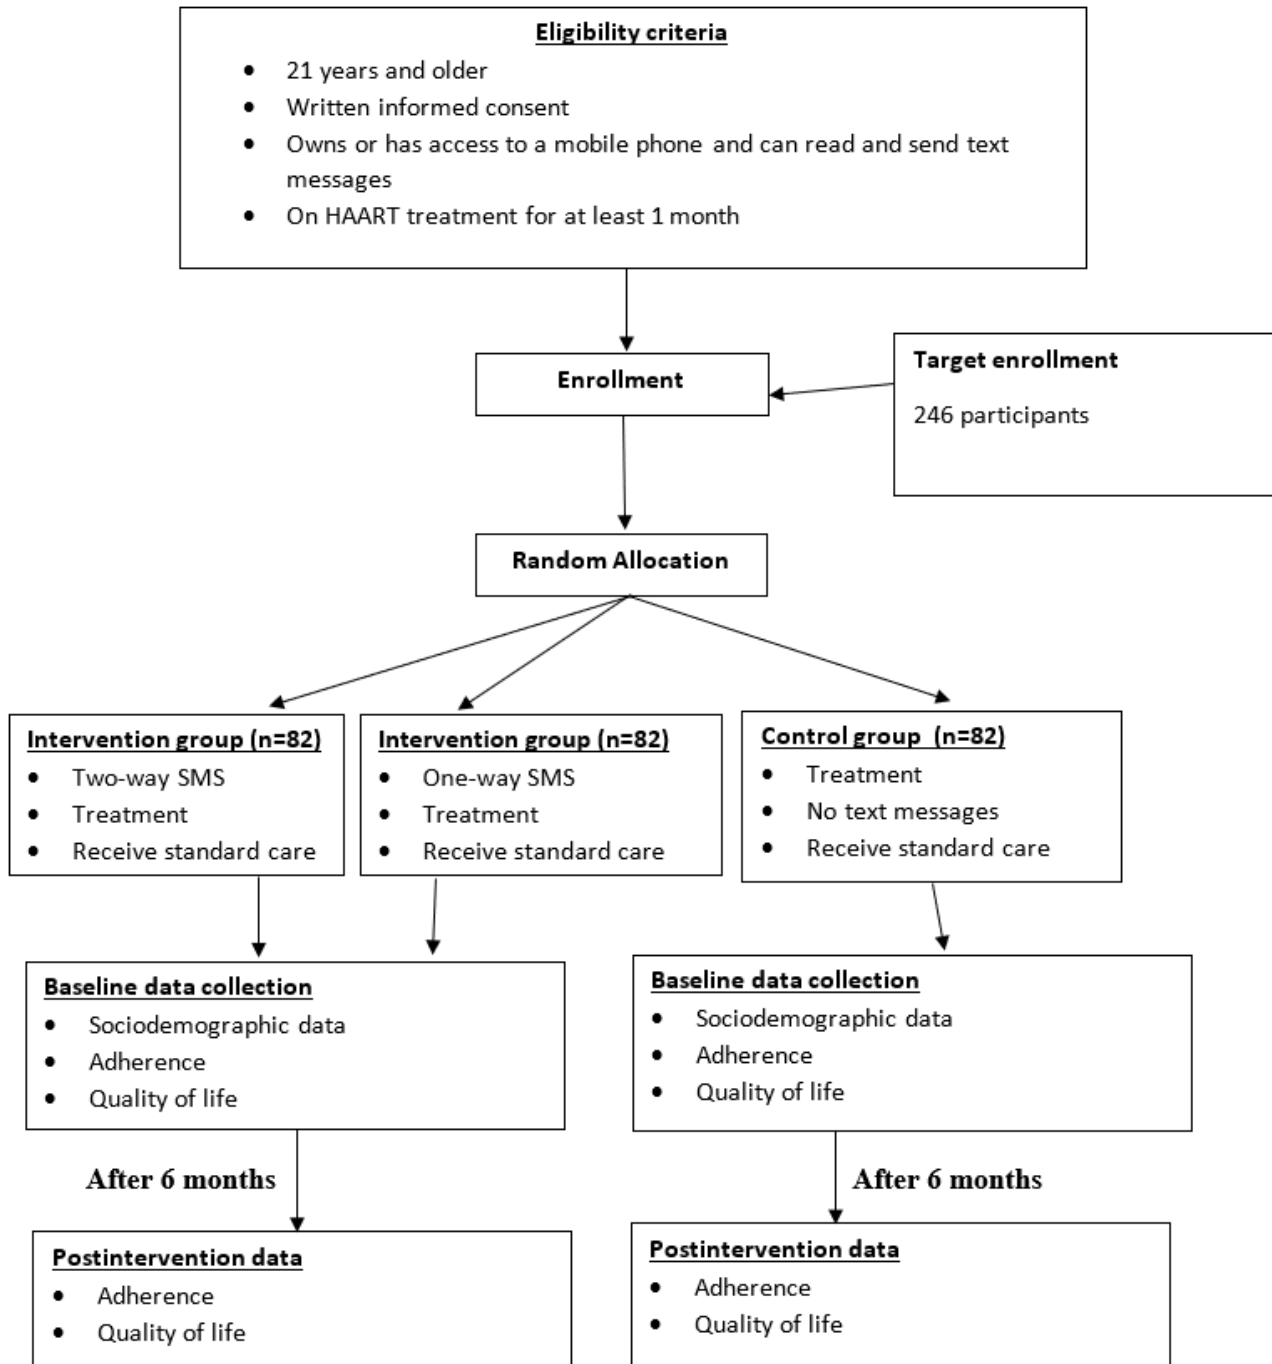 Eligibility criteria
• 21 years and older
• Written informed consent
• Owns or has access to a mobile phone and can read and send text
messages
• On HAART treatment for at least 1 month
Enrollment
Target enrollment
246 participants
Random Allocation
Intervention group (n=82)
• Two-way SMS
• Treatment
• Receive standard care
Intervention group (n=82)
• One-way SMS
• Treatment
• Receive standard care
Control group (n=82)
• Treatment
• No text messages
• Receive standard care
Baseline data collection
• Sociodemographic data
• Adherence
• Quality of life
Baseline data collection
• Sociodemographic data
• Adherence
• Quality of life
After 6 months
After 6 months
Postintervention data
• Adherence
• Quality of life
Postintervention data
• Adherence
• Quality of life